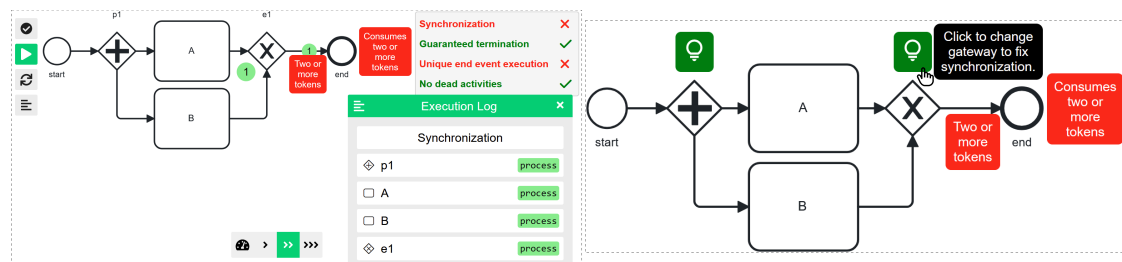 p1
e1
A
B
start
end
1
1
Two or
more
tokens
Consumes
two or
more
tokens
Synchronization
Guaranteed termination
Unique end event execution
No dead activities
Execution Log
Synchronization
p1 process
A process
B process
e1 process
Click to change
gateway to fix
synchronization.
start
A
B
Two or
more
tokens
end
Consumes
two or
more
tokens